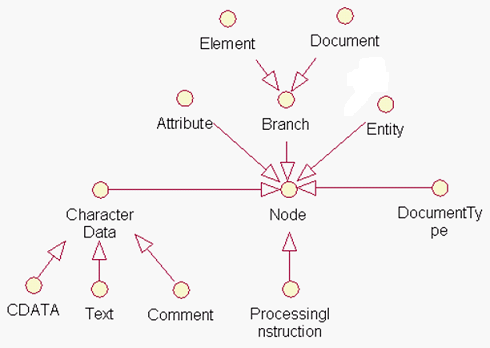 Element
Document
Attribute
Branch
Entity
Character
Data
Node
DocumentTy
pe
CDATA
Text
Comment
ProcessingI
nstruction